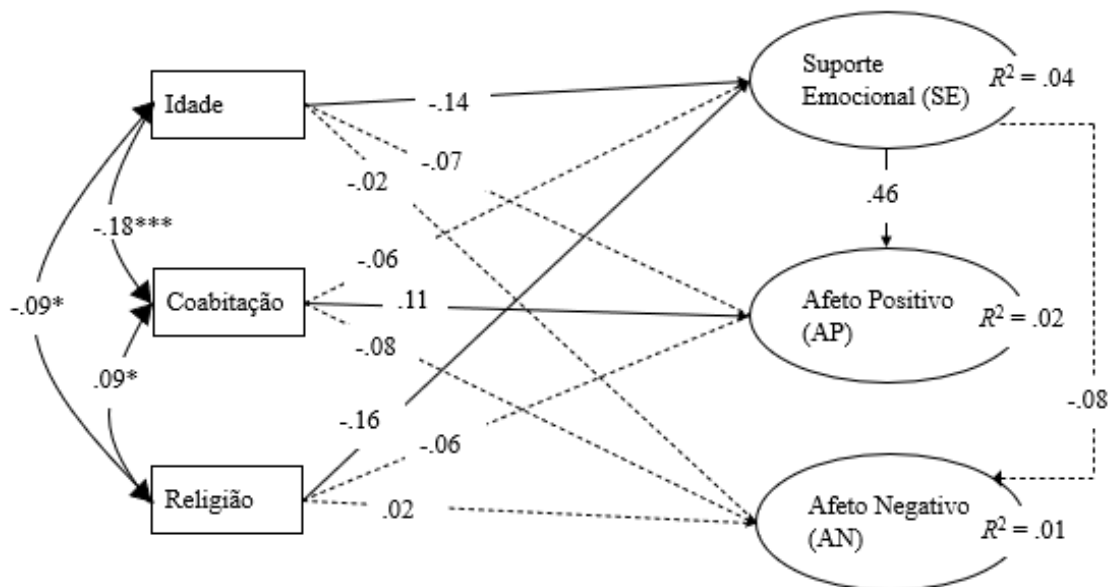 Suporte
Emocional (SE)
R² = .04
Idade
-.14
-.07
-.02
.46
-.18***
-.06
Coabitação
.11
Afeto Positivo
(AP)
R² = .02
-.09*
-.08
.09*
-.08
-.16
-.06
Religião
.02
Afeto Negativo
(AN)
R² = .01